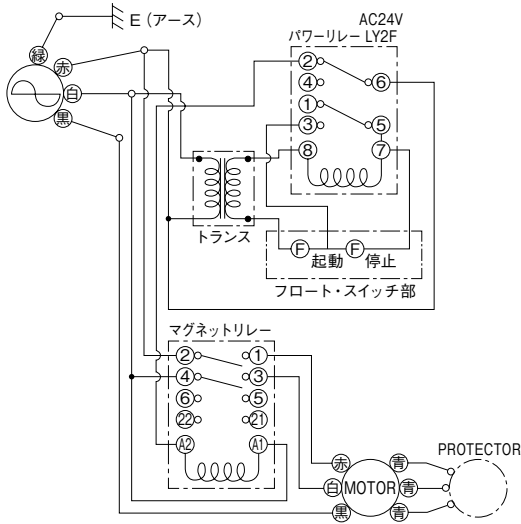 E（アース）
緑
赤
白
黒
AC24V
パワーリレー LY2F
②
④
⑥
①
③
⑤
⑧
⑦
トランス
Ⓕ Ⓕ
起動 停止
フロート・スイッチ部
マグネットリレー
② ①
④ ③
⑥ ⑤
22 21
A2 A1
PROTECTOR
赤 青
白 MOTOR 青
黒 青